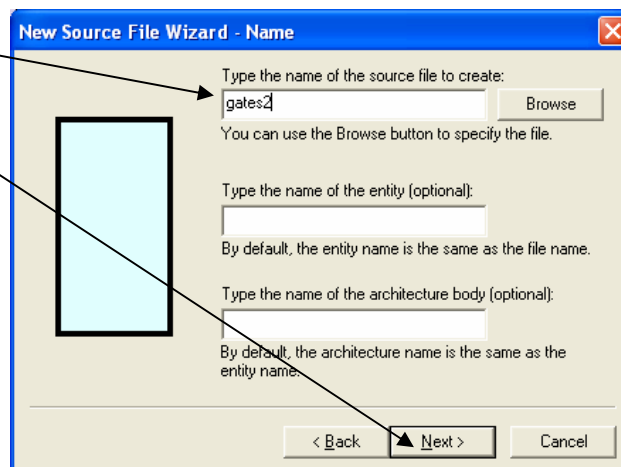 New Source File Wizard - Name
Type the name of the source file to create:
gates2
Browse
You can use the Browse button to specify the file.
Type the name of the entity (optional):
By default, the entity name is the same as the file name.
Type the name of the architecture body (optional):
By default, the architecture name is the same as the
entity name.
< Back
Next >
Cancel